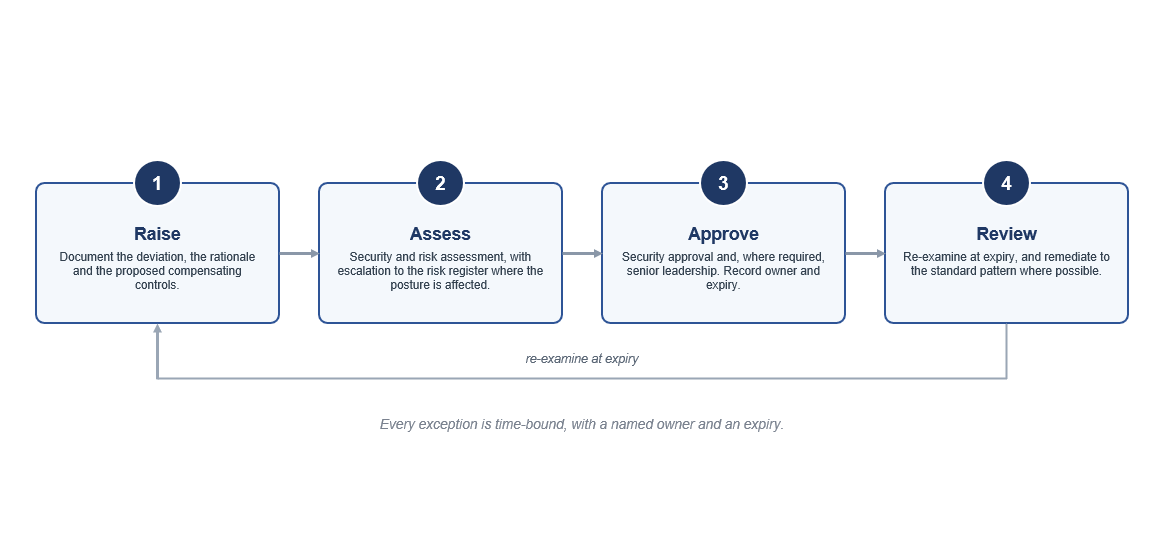 1
Raise
Document the deviation, the rationale
and the proposed compensating
controls.
2
Assess
Security and risk assessment, with
escalation to the risk register where the
posture is affected.
3
Approve
Security approval and, where required,
senior leadership. Record owner and
expiry.
4
Review
Re-examine at expiry, and remediate to
the standard pattern where possible.
re-examine at expiry
Every exception is time-bound, with a named owner and an expiry.